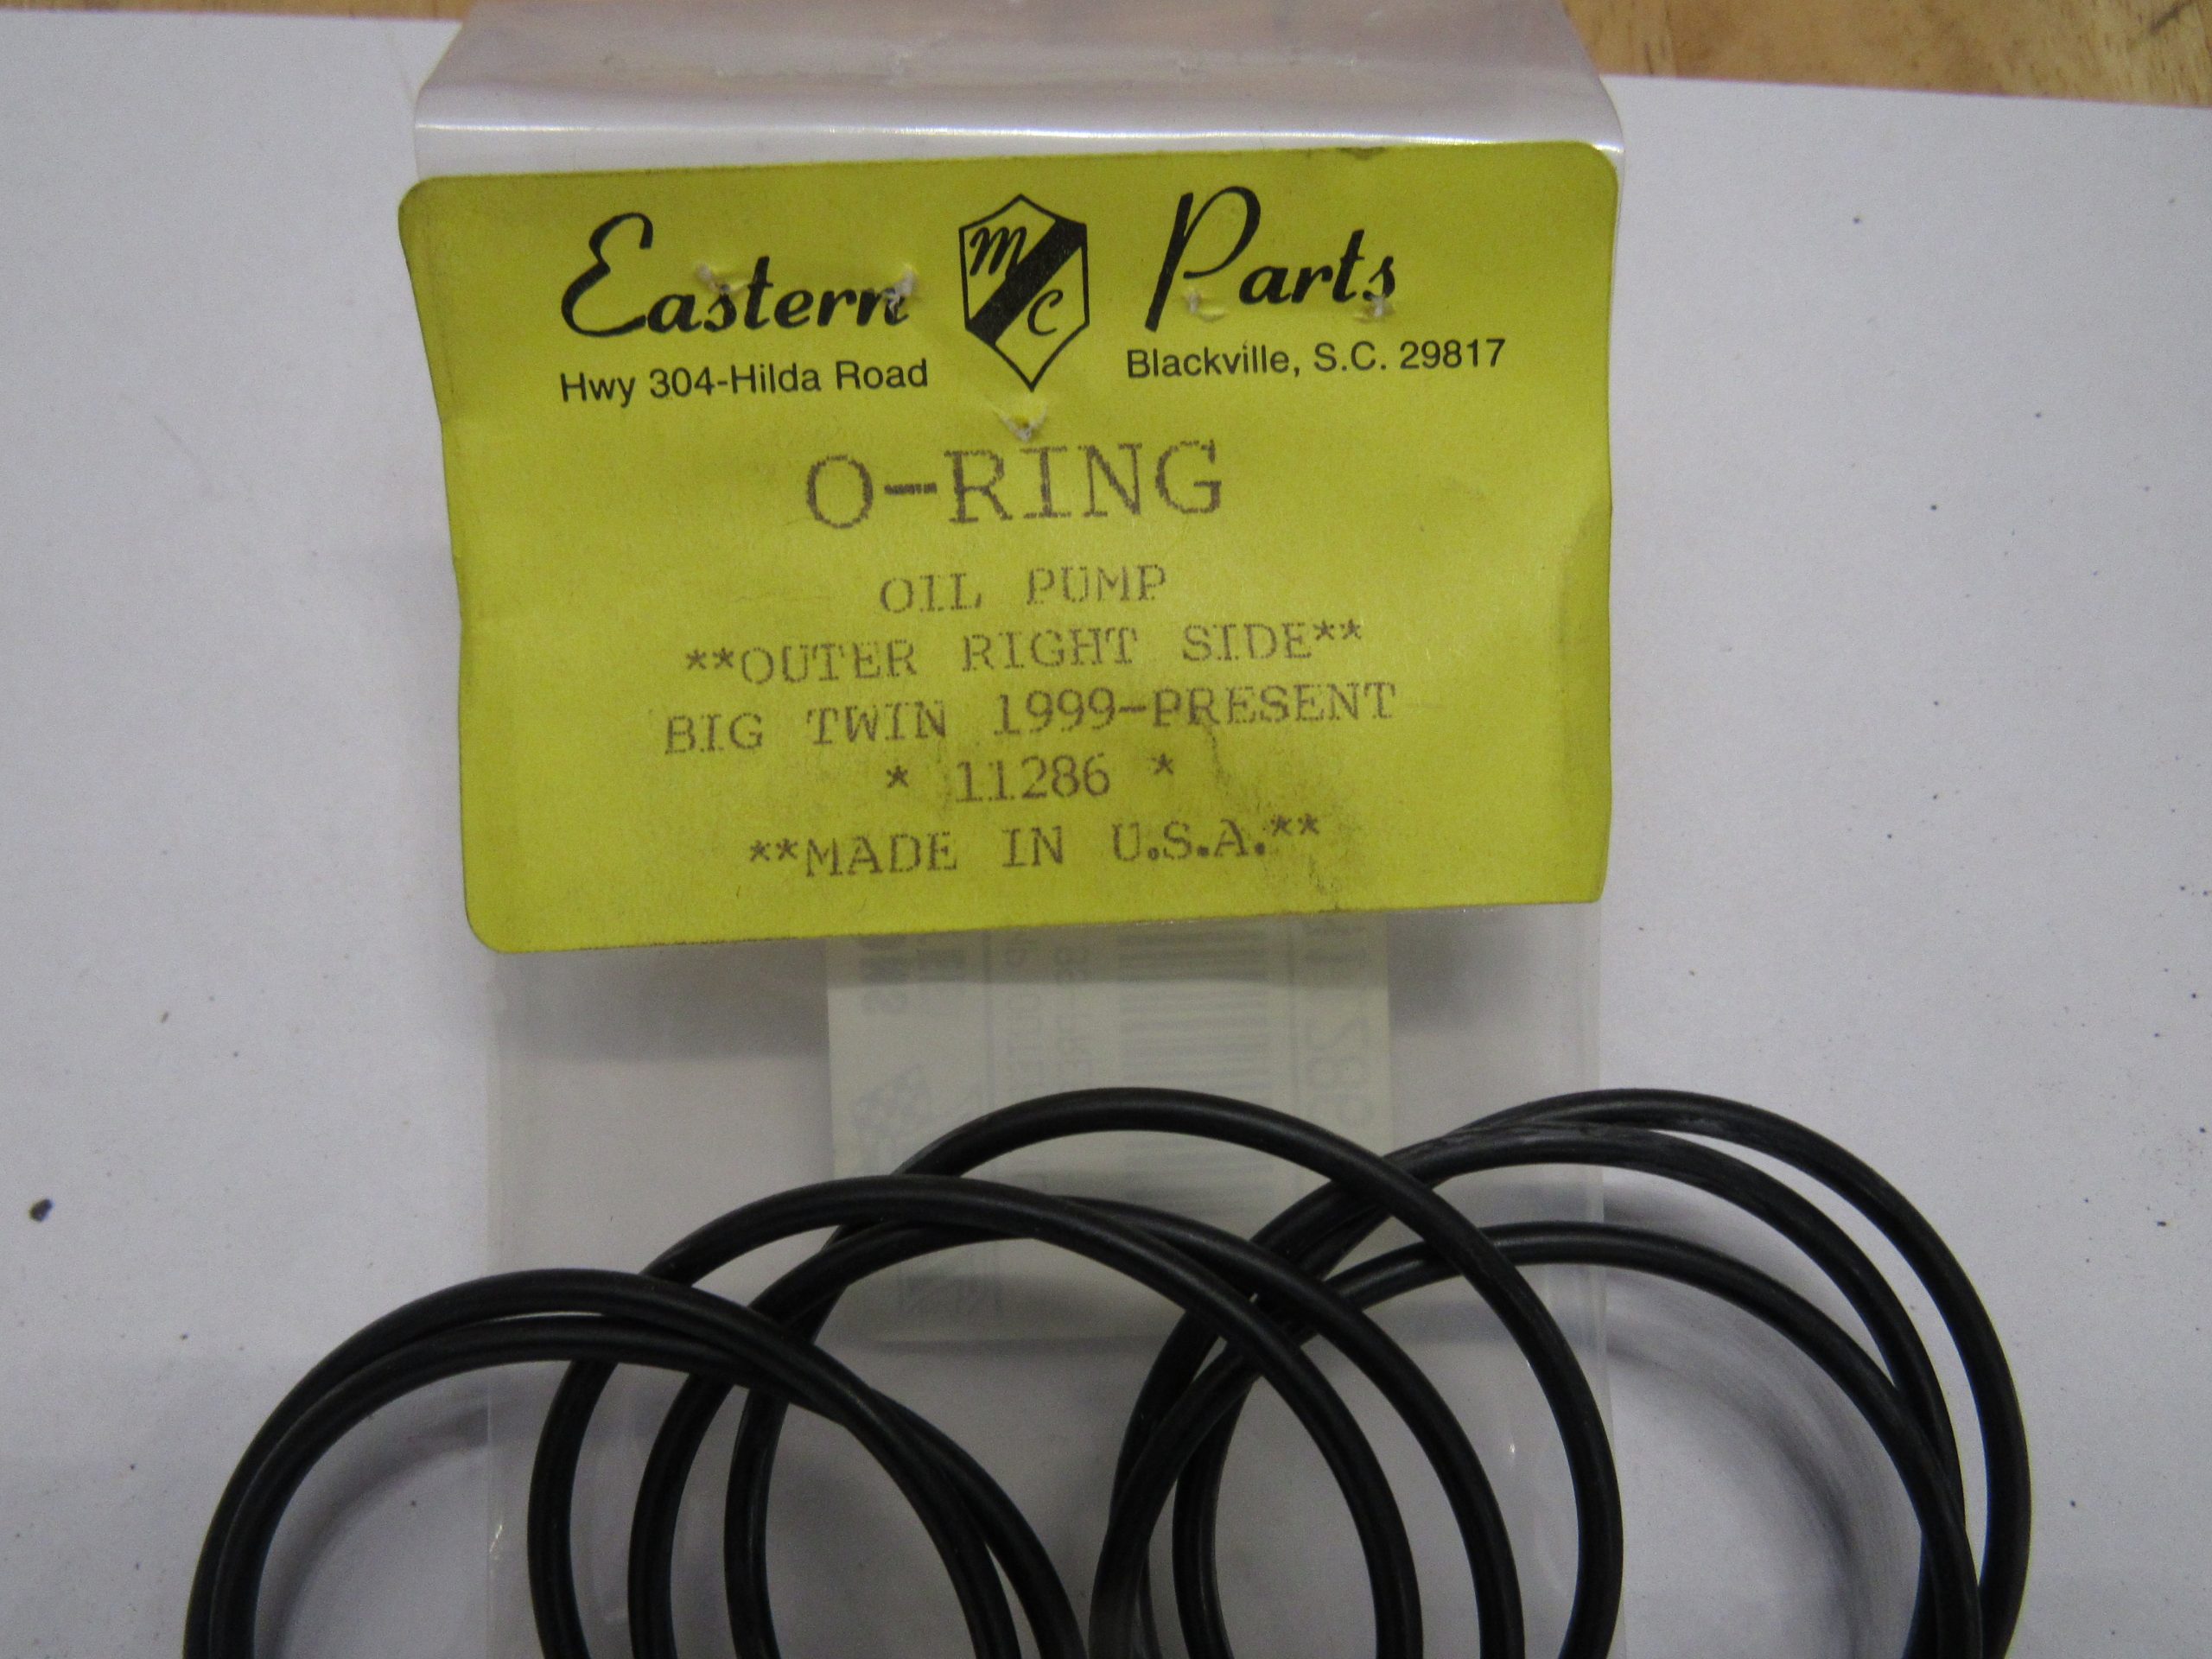 Eastern MC Parts
Hwy 304-Hilda Road Blackville, S.C. 29817
O-RING
OIL PUMP
**OUTER RIGHT SIDE**
BIG TWIN 1999-PRESENT
* 11286 *
**MADE IN U.S.A.**